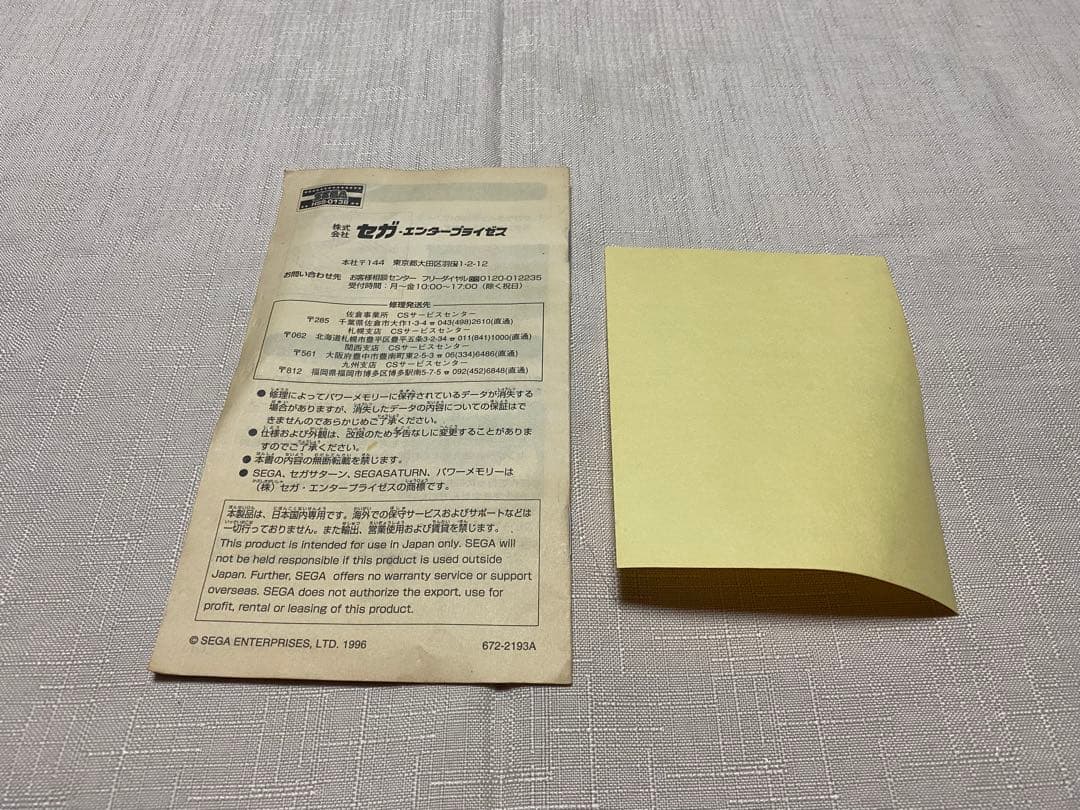 SEGA
HSS-0138
株式会社 セガ・エンタープライゼス
本社〒144 東京都大田区羽田1-2-12
お問い合わせ先 お客様相談センター フリーダイヤル 0120-012235
受付時間：月～金10:00～17:00（除く祝日）
修理発送先
佐倉事業所 CSサービスセンター
〒285 千葉県佐倉市大作1-3-4 ☎ 043(498)2610(直通)
札幌支店 CSサービスセンター
〒062 北海道札幌市豊平区豊平五条3-2-34 ☎ 011(841)1000(直通)
関西支店 CSサービスセンター
〒561 大阪府豊中市豊南町東2-5-3 ☎ 06(334)6486(直通)
九州支店 CSサービスセンター
〒812 福岡県福岡市博多区博多駅南5-7-5 ☎ 092(452)6848(直通)
● 修理によってパワーメモリーに保存されているデータが消失する
場合がありますが、消失したデータの内容についての保証はで
きませんのであらかじめご了承ください。
● 仕様および外観は、改良のため予告なしに変更することがありま
すのでご了承ください。
● 本書の内容の無断転載を禁じます。
● SEGA、セガサターン、SEGASATURN、パワーメモリーは
（株）セガ・エンタープライゼスの商標です。
本製品は、日本国内専用です。海外での保守サービスおよびサポートなどは
一切行っておりません。また輸出、営業使用および賃貸を禁じます。
This product is intended for use in Japan only. SEGA will
not be held responsible if this product is used outside
Japan. Further, SEGA offers no warranty service or support
overseas. SEGA does not authorize the export, use for
profit, rental or leasing of this product.
© SEGA ENTERPRISES, LTD. 1996
672-2193A